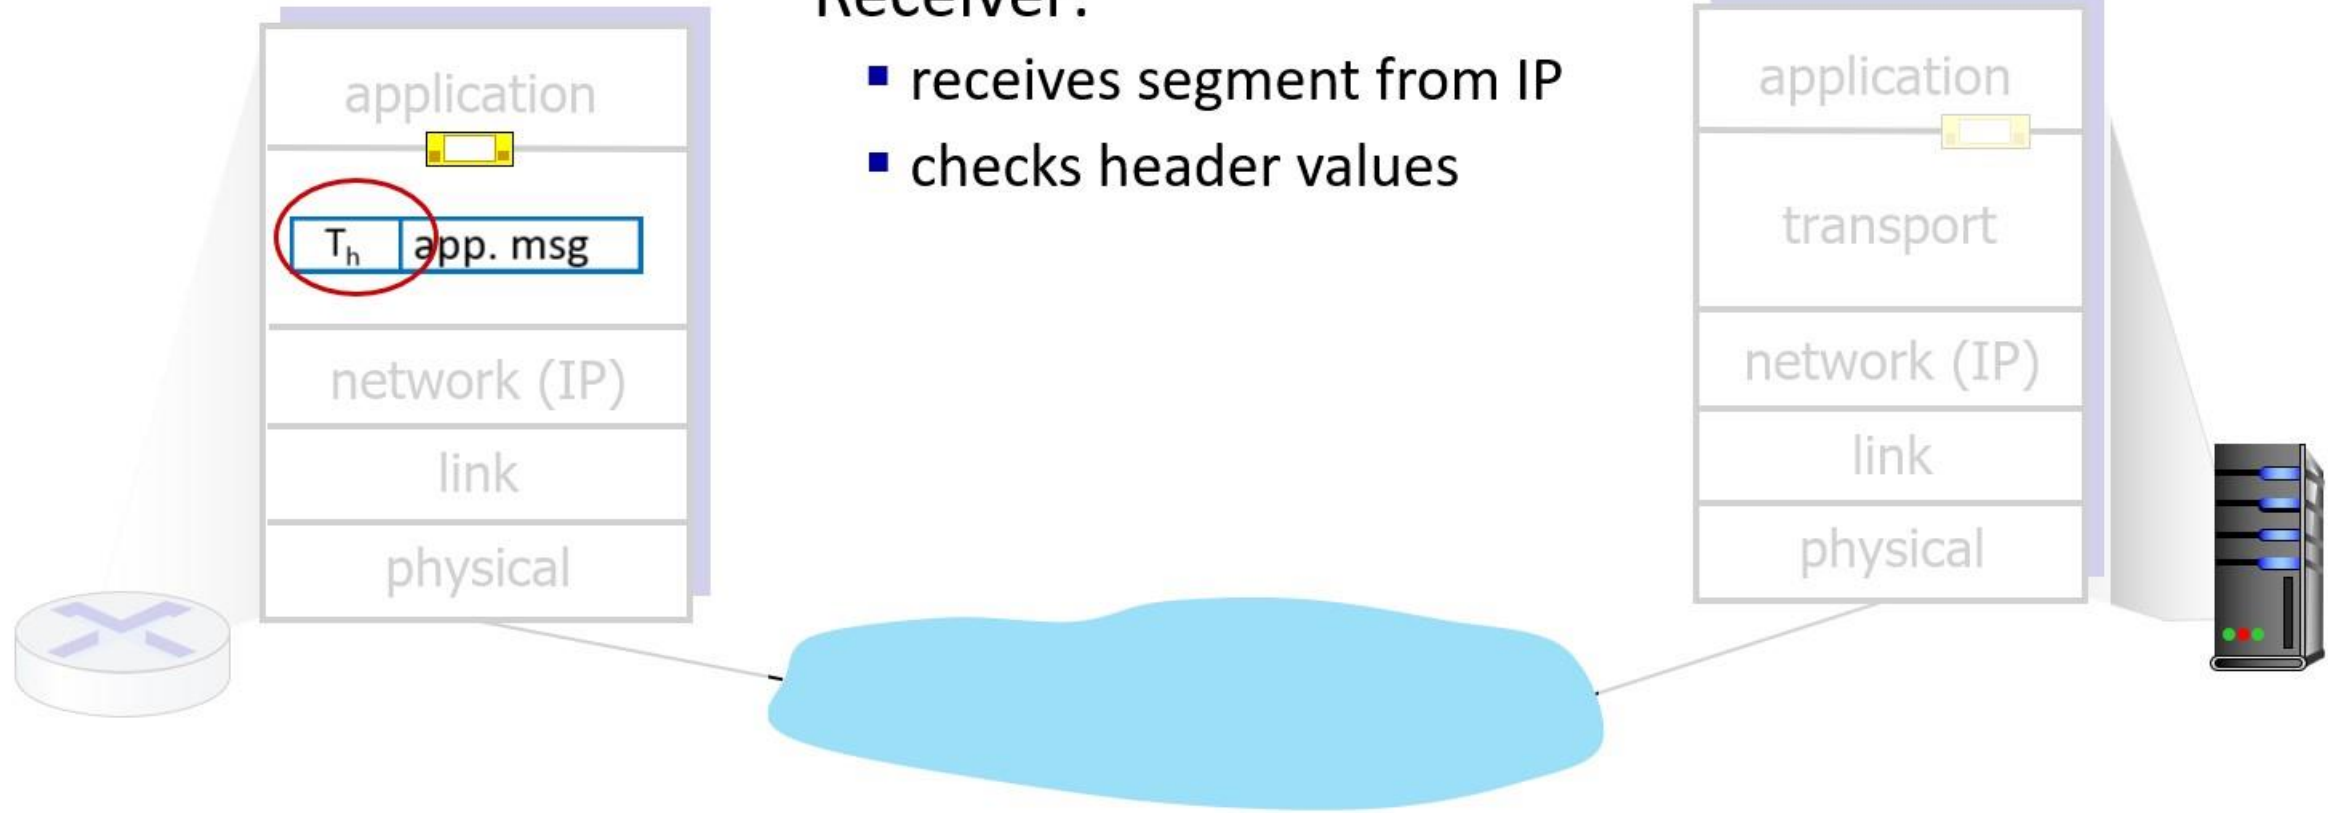 Receiver:
▪ receives segment from IP
▪ checks header values
application
Th app. msg
network (IP)
link
physical
application
transport
network (IP)
link
physical